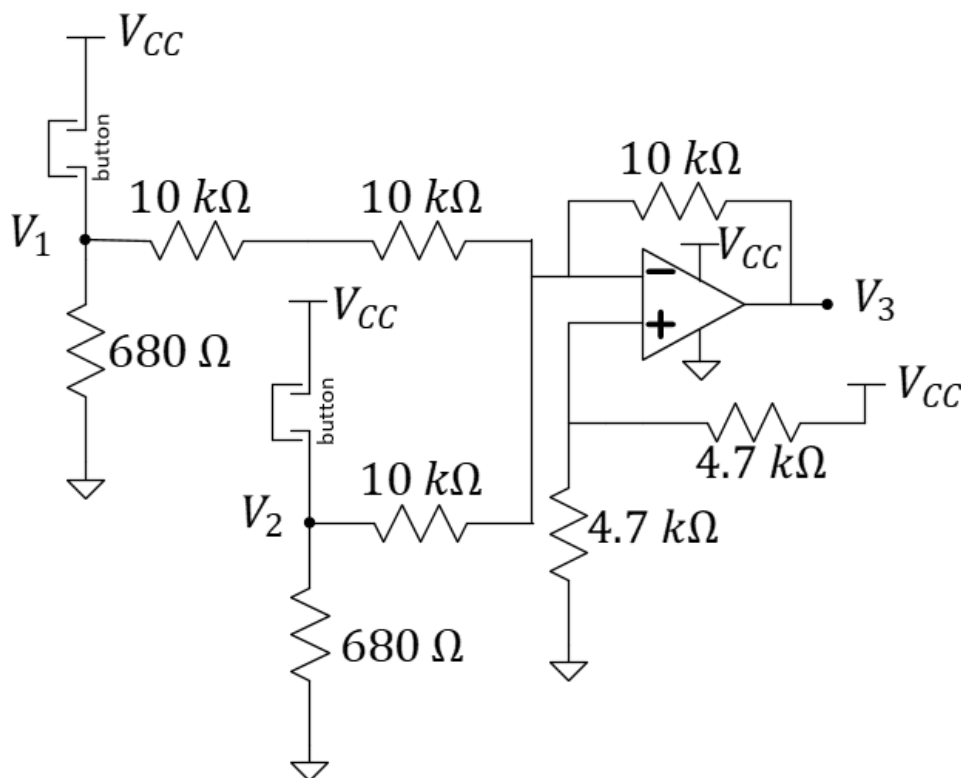 V_CC
button
10 kΩ
10 kΩ
10 kΩ
V_1
V_CC
−
V_3
V_CC
+
680 Ω
button
V_CC
4.7 kΩ
10 kΩ
V_2
4.7 kΩ
680 Ω